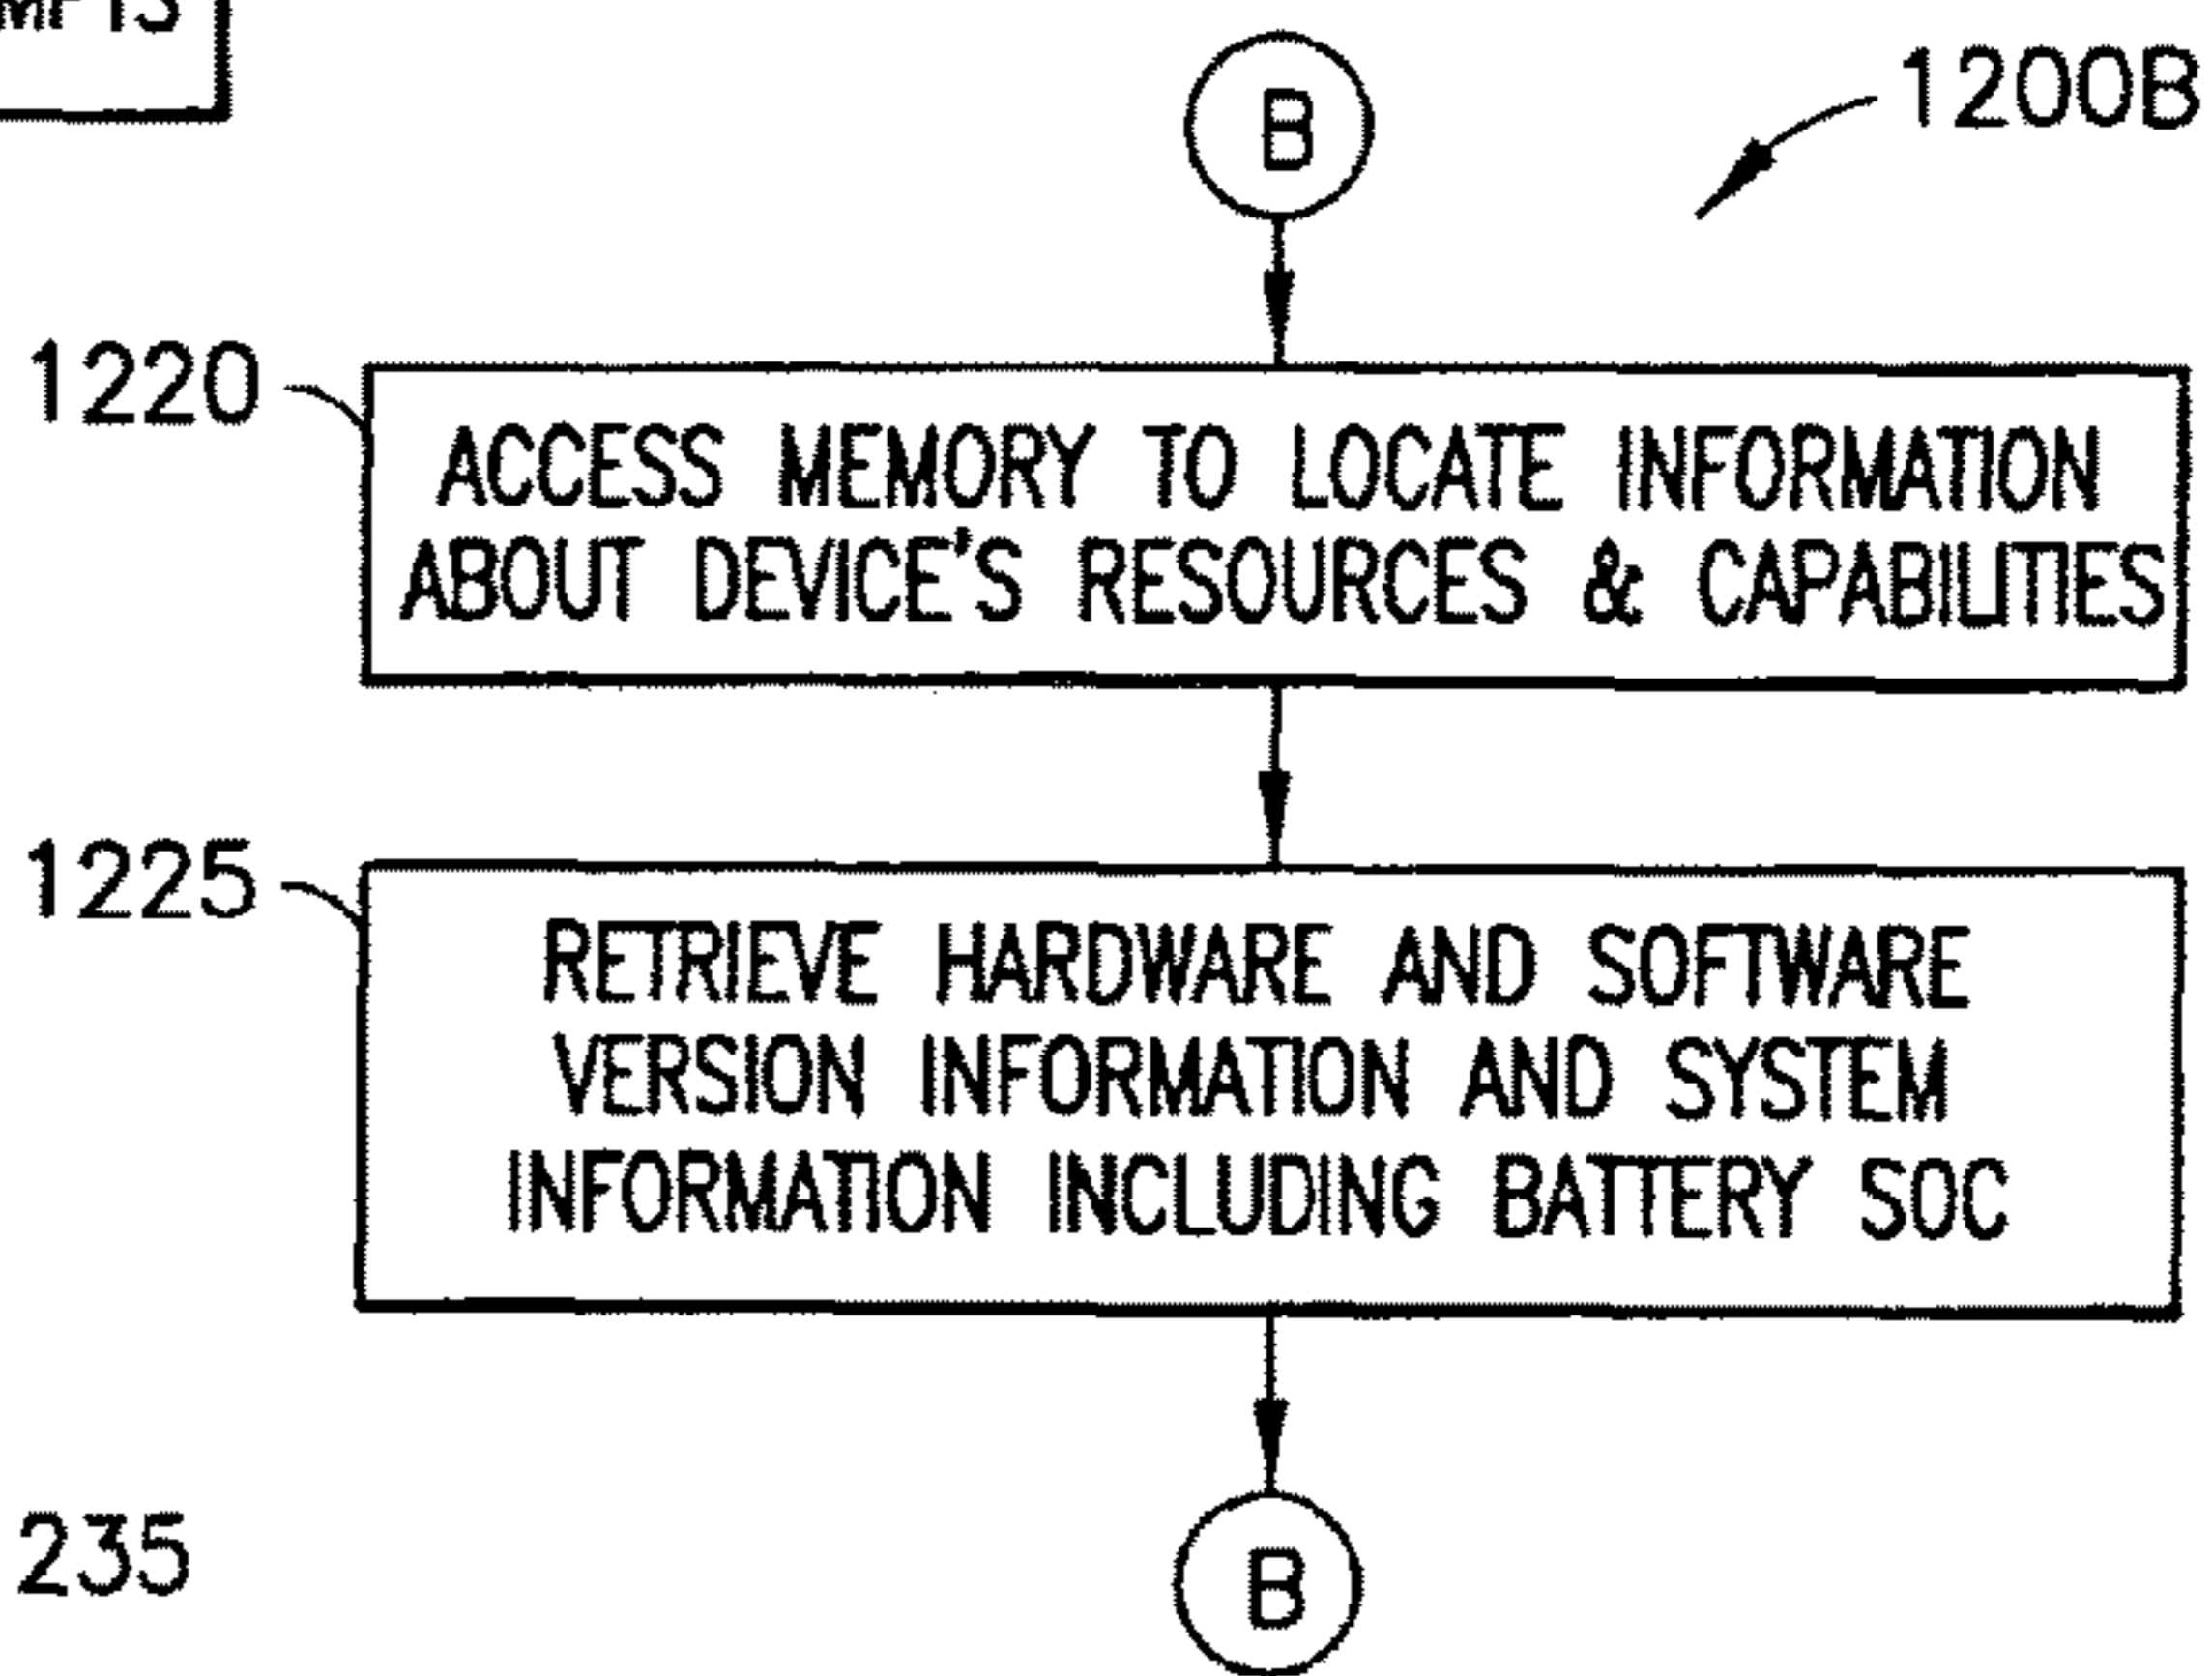 B
1200B
1220
ACCESS MEMORY TO LOCATE INFORMATION
ABOUT DEVICE'S RESOURCES & CAPABILITIES
1225
RETRIEVE HARDWARE AND SOFTWARE
VERSION INFORMATION AND SYSTEM
INFORMATION INCLUDING BATTERY SOC
235
B